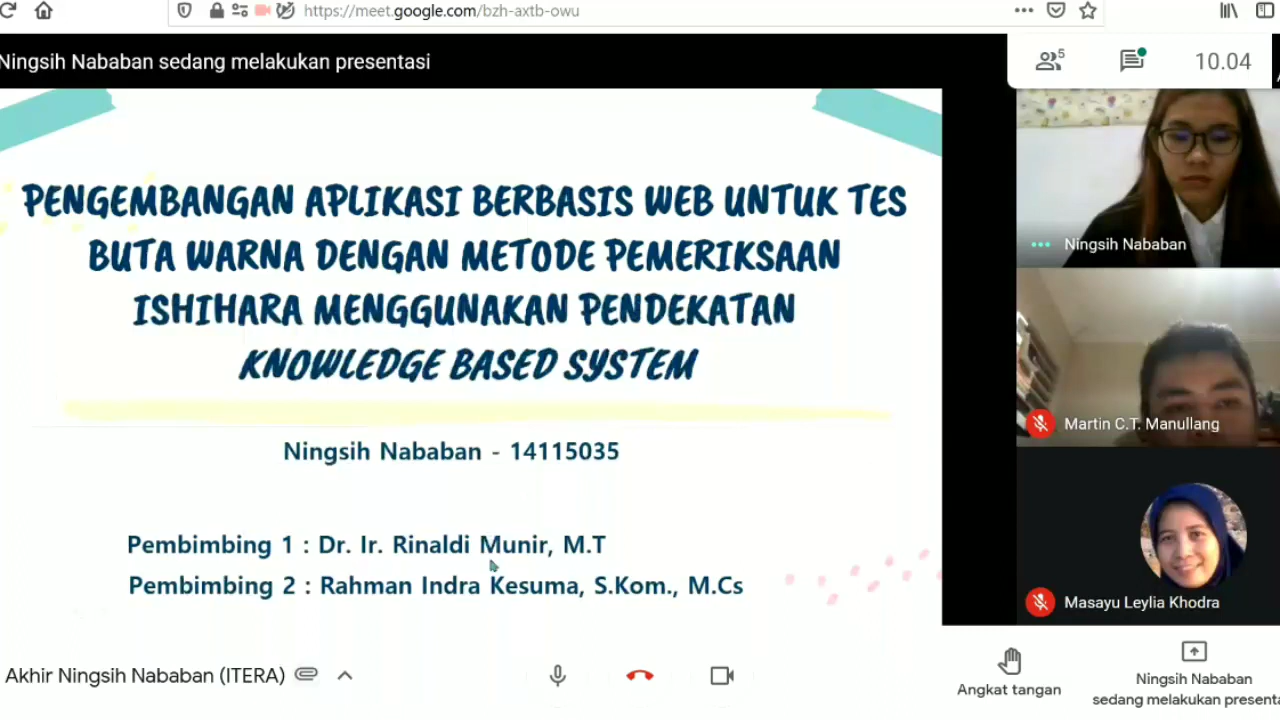 https://meet.google.com/bzh-axtb-owu
Ningsih Nababan sedang melakukan presentasi
5
10.04
PENGEMBANGAN APLIKASI BERBASIS WEB UNTUK TES
BUTA WARNA DENGAN METODE PEMERIKSAAN
ISHIHARA MENGGUNAKAN PENDEKATAN
KNOWLEDGE BASED SYSTEM
Ningsih Nababan - 14115035
Pembimbing 1 : Dr. Ir. Rinaldi Munir, M.T
Pembimbing 2 : Rahman Indra Kesuma, S.Kom., M.Cs
Ningsih Nababan
Martin C.T. Manullang
Masayu Leylia Khodra
Akhir Ningsih Nababan (ITERA)
Angkat tangan
Ningsih Nababan
sedang melakukan